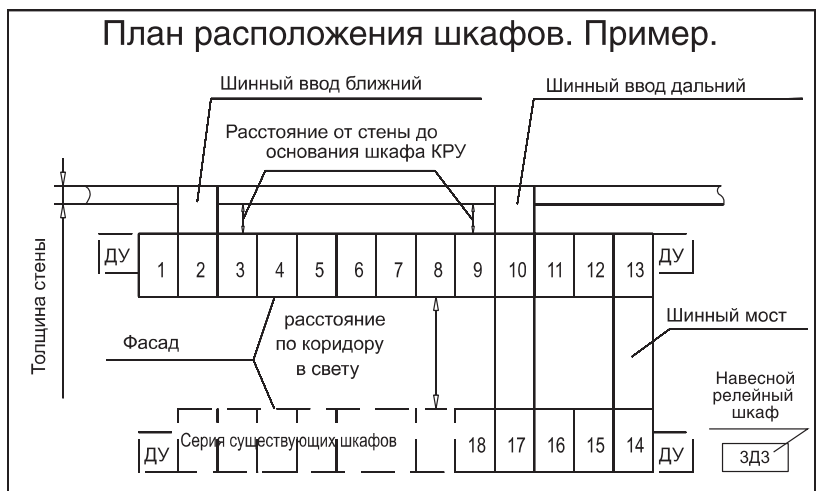 План расположения шкафов. Пример.
Шинный ввод ближний
Шинный ввод дальний
Расстояние от стены до
основания шкафа КРУ
Толщина стены
ДУ
1 2 3 4 5 6 7 8 9 10 11 12 13
ДУ
Фасад
расстояние
по коридору
в свету
Шинный мост
Навесной
релейный
шкаф
ДУ
Серия существующих шкафов
18 17 16 15 14
ДУ
ЗДЗ